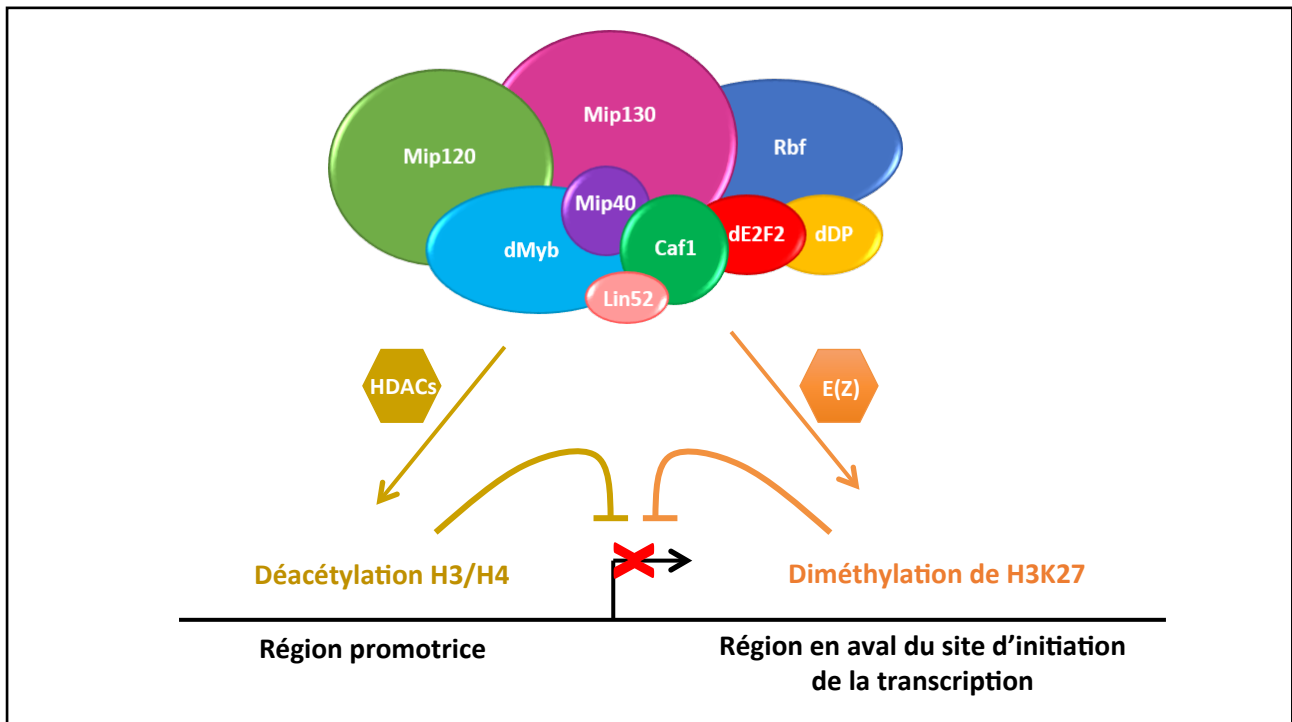 Mip130
Mip120
Rbf
Mip40
dMyb
Caf1
dE2F2
dDP
Lin52
HDACs
E(Z)
Déacétylation H3/H4
Diméthylation de H3K27
Région promotrice
Région en aval du site d’initiation
de la transcription